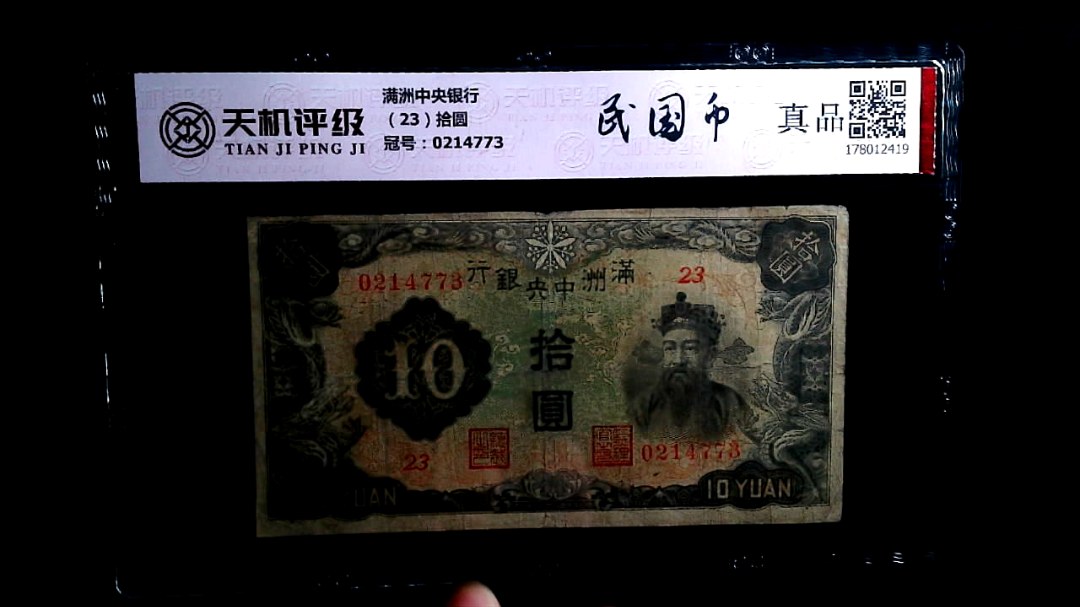 天机评级
TIAN JI PING JI
满洲中央银行
（23）拾圆
冠号：0214773
民国币
真品
178012419
拾圓
0214773
行銀央中洲滿
23
10
拾
圓
23
0214773
10 YUAN